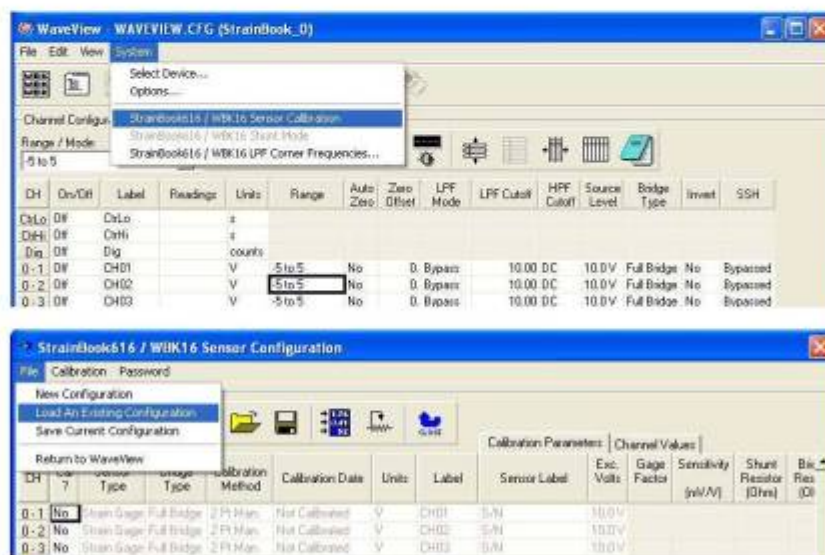 WaveView WAVEVIEW.CFG (StrainBook_0)
File Edit View System
Select Device...
Options....
StrainBook616 / WBK16 Sensor Calibration
StrainBook616 / WBK16 Shunt Mode
StrainBook616 / WBK16 LPF Corner Frequencies...
Channel Configu
Range / Mode
-5 to 5
CH On/Off Label Readings Units Range Auto Zero Zero Offset LPF Mode LPF Cutoff HPF Cutoff Source Level Bridge Type Invert SSH
CtrLo Off CtrLo
Off CtrHi
Dig Off Dig counts
0 - 1 Off CH01 V -5 to 5 No 0. Bypass 10.00 DC 10.0 V Full Bridge No Bypassed
0 - 2 Off CH02 V -5 to 5 No 0. Bypass 10.00 DC 10.0 V Full Bridge No Bypassed
0 - 3 Off CH03 V -5 to 5 No 0. Bypass 10.00 DC 10.0 V Full Bridge No Bypassed
StrainBook616 / WBK16 Sensor Configuration
File Calibration Password
New Configuration
Load An Existing Configuration
Save Current Configuration
Return to WaveView
Calibration Parameters Channel Values
CH ? Type Type Calibration Method Calibration Date Units Label Sensor Label Exc. Volts Gage Factor Sensitivity (mV/V) Shunt Resistor (Ohms)
0 - 1 No Strain Gage Full Bridge 2 Pt Man. Not Calibrated V CH01 S/N 10.0 V
0 - 2 No Strain Gage Full Bridge 2 Pt Man. Not Calibrated V CH02 S/N 10.0 V
0 - 3 No Strain Gage Full Bridge 2 Pt Man. Not Calibrated V CH03 S/N 10.0 V